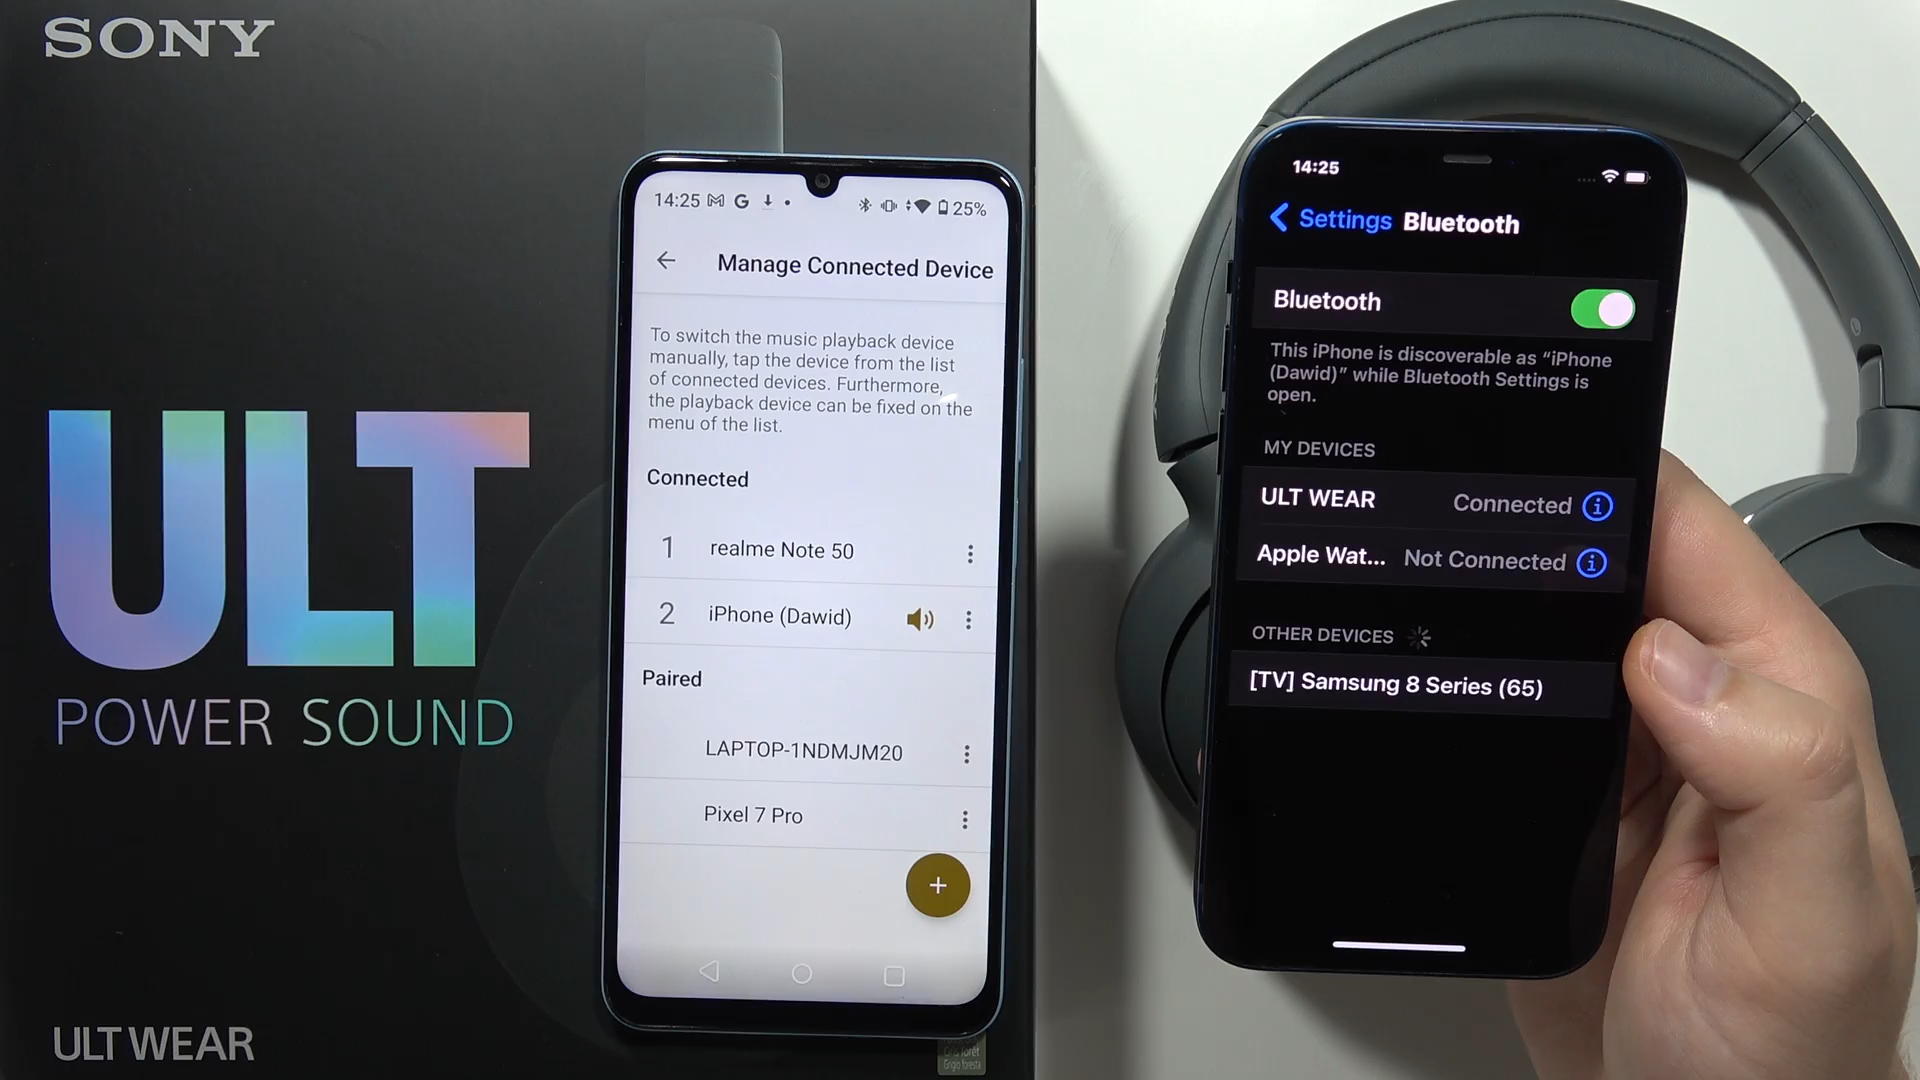 SONY
ULT
POWER SOUND
ULT WEAR
14:25
25%
Manage Connected Device
To switch the music playback device
manually, tap the device from the list
of connected devices. Furthermore,
the playback device can be fixed on the
menu of the list.
Connected
1 realme Note 50
2 iPhone (Dawid)
Paired
LAPTOP-1NDMJM20
Pixel 7 Pro
+
14:25
Settings Bluetooth
Bluetooth
This iPhone is discoverable as “iPhone
(Dawid)” while Bluetooth Settings is
open.
MY DEVICES
ULT WEAR Connected
Apple Wat... Not Connected
OTHER DEVICES
[TV] Samsung 8 Series (65)
L